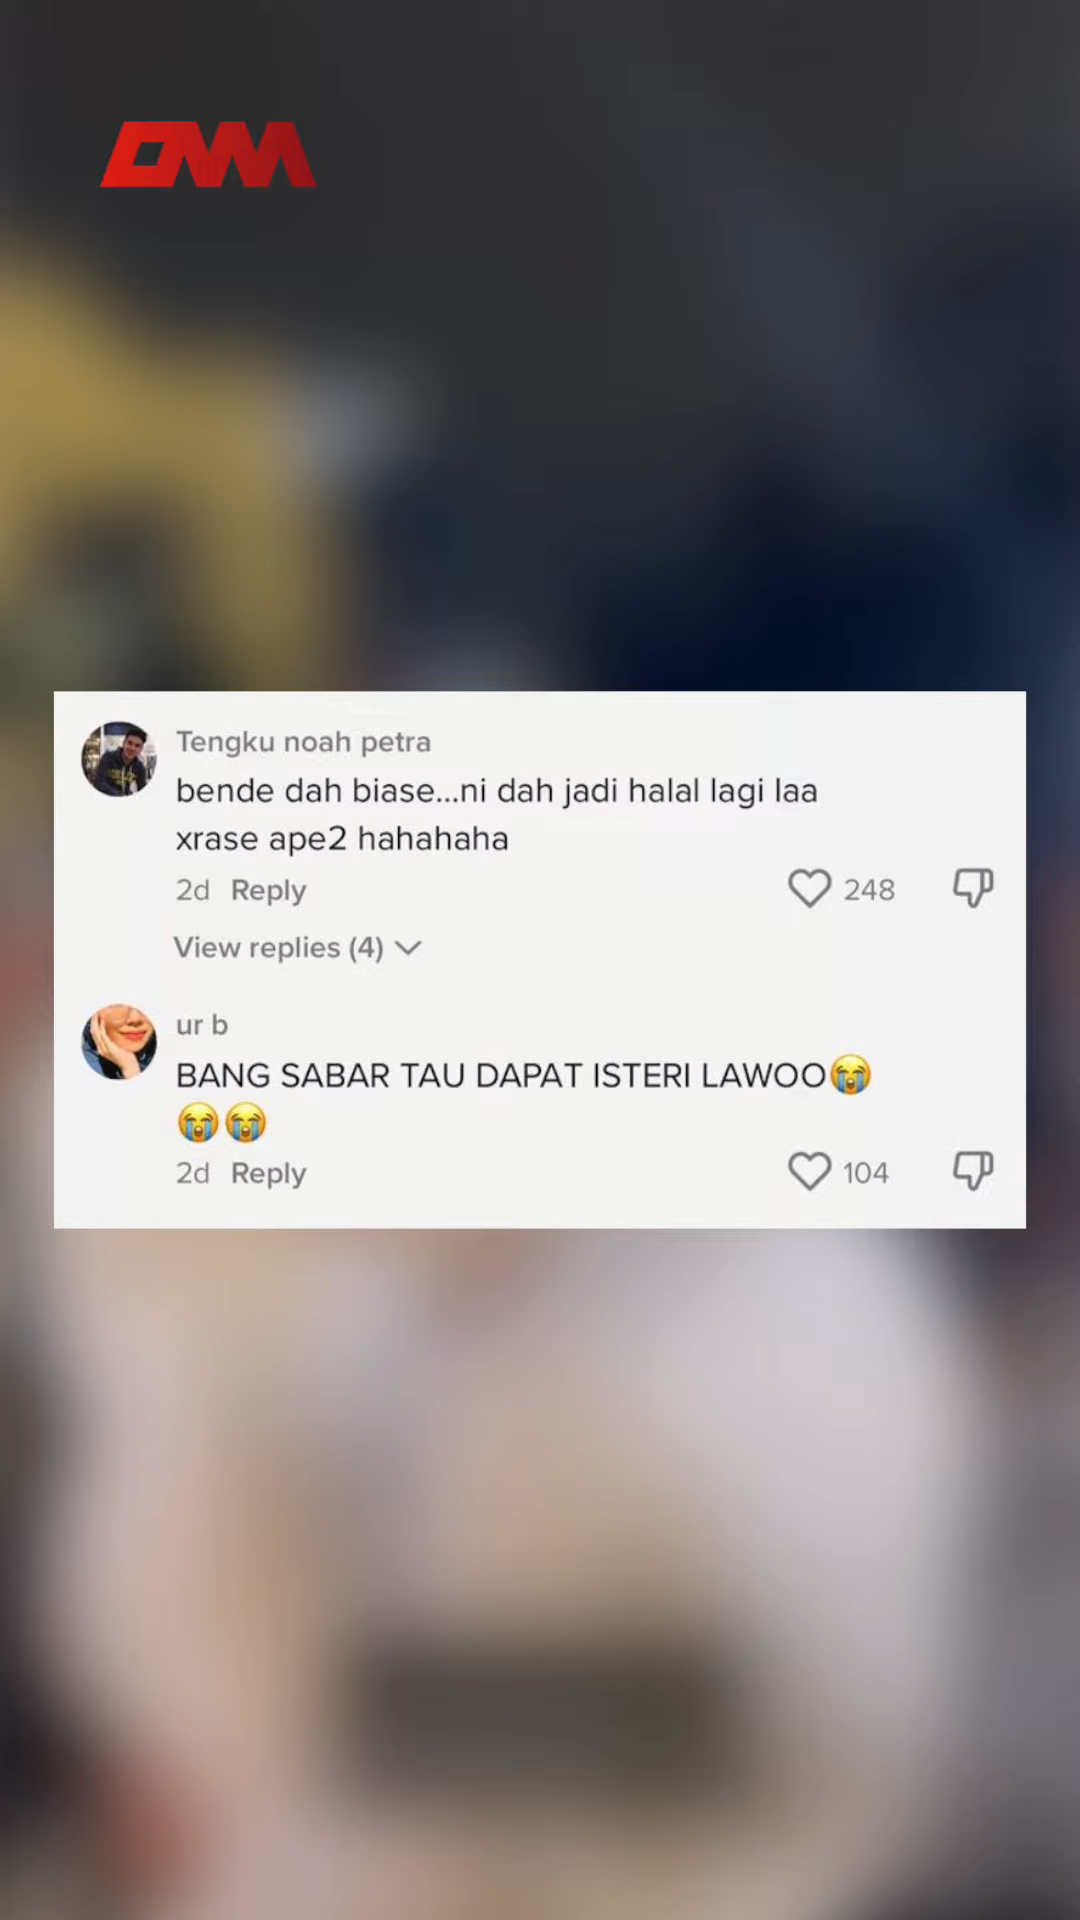 OMM
Tengku noah petra
bende dah biase...ni dah jadi halal lagi laa
xrase ape2 hahahaha
2d Reply 248
View replies (4)
ur b
BANG SABAR TAU DAPAT ISTERI LAWOO😭
😭😭
2d Reply 104